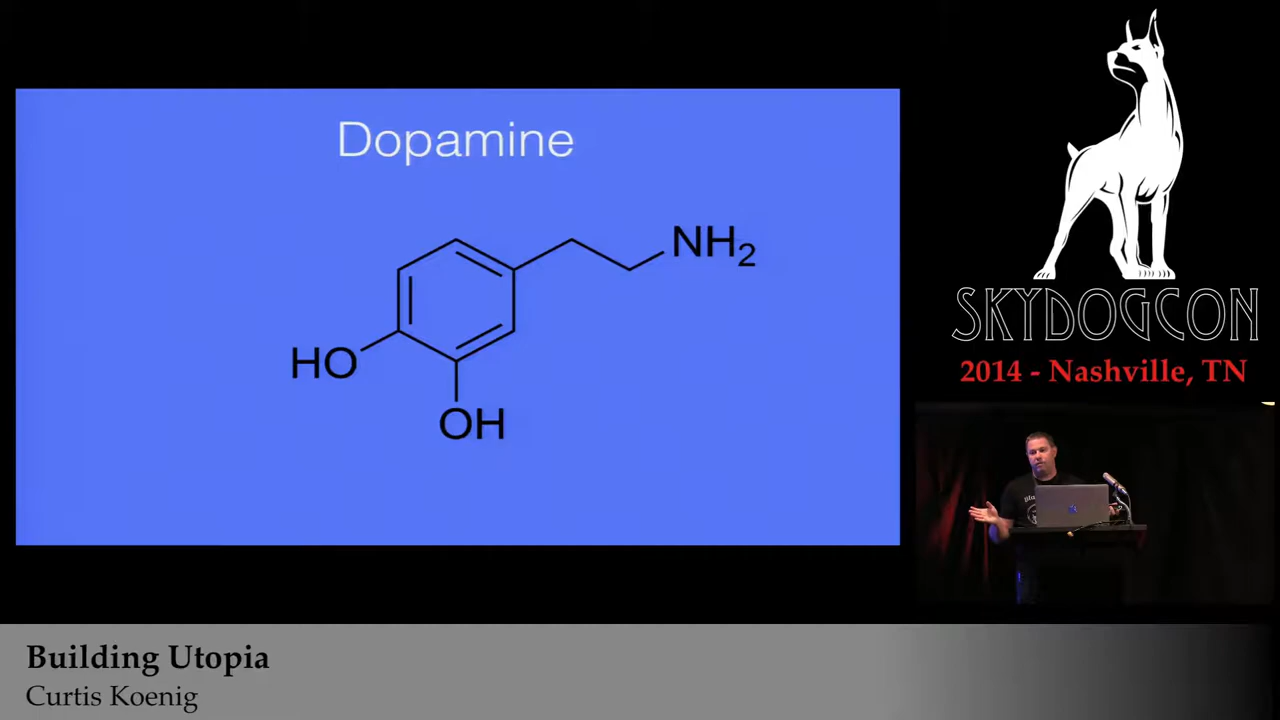 Dopamine
NH2
HO
OH
SKYDOGCON
2014 - Nashville, TN
Building Utopia
Curtis Koenig